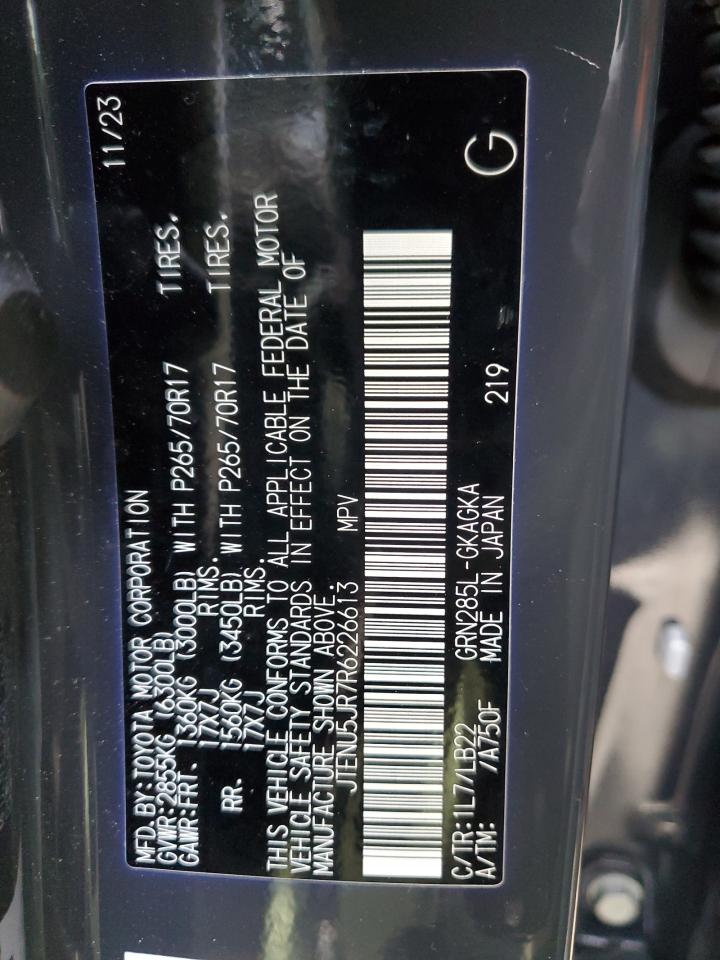 MFD.BY:TOYOTA MOTOR CORPORATION 11/23
GVWR:2855KG (6300LB)
GAWR:FRT. 1360KG (3000LB) WITH P265/70R17 TIRES,
17X7J RIMS.
RR. 1560KG (3450LB) WITH P265/70R17 TIRES,
17X7J RIMS.
THIS VEHICLE CONFORMS TO ALL APPLICABLE FEDERAL MOTOR
VEHICLE SAFETY STANDARDS IN EFFECT ON THE DATE OF
MANUFACTURE SHOWN ABOVE.
JTENU5JR7R6226613 MPV
C/TR:1L7/LB22 GRN285L-GKAGKA 219 G
A/TM: /A750F MADE IN JAPAN